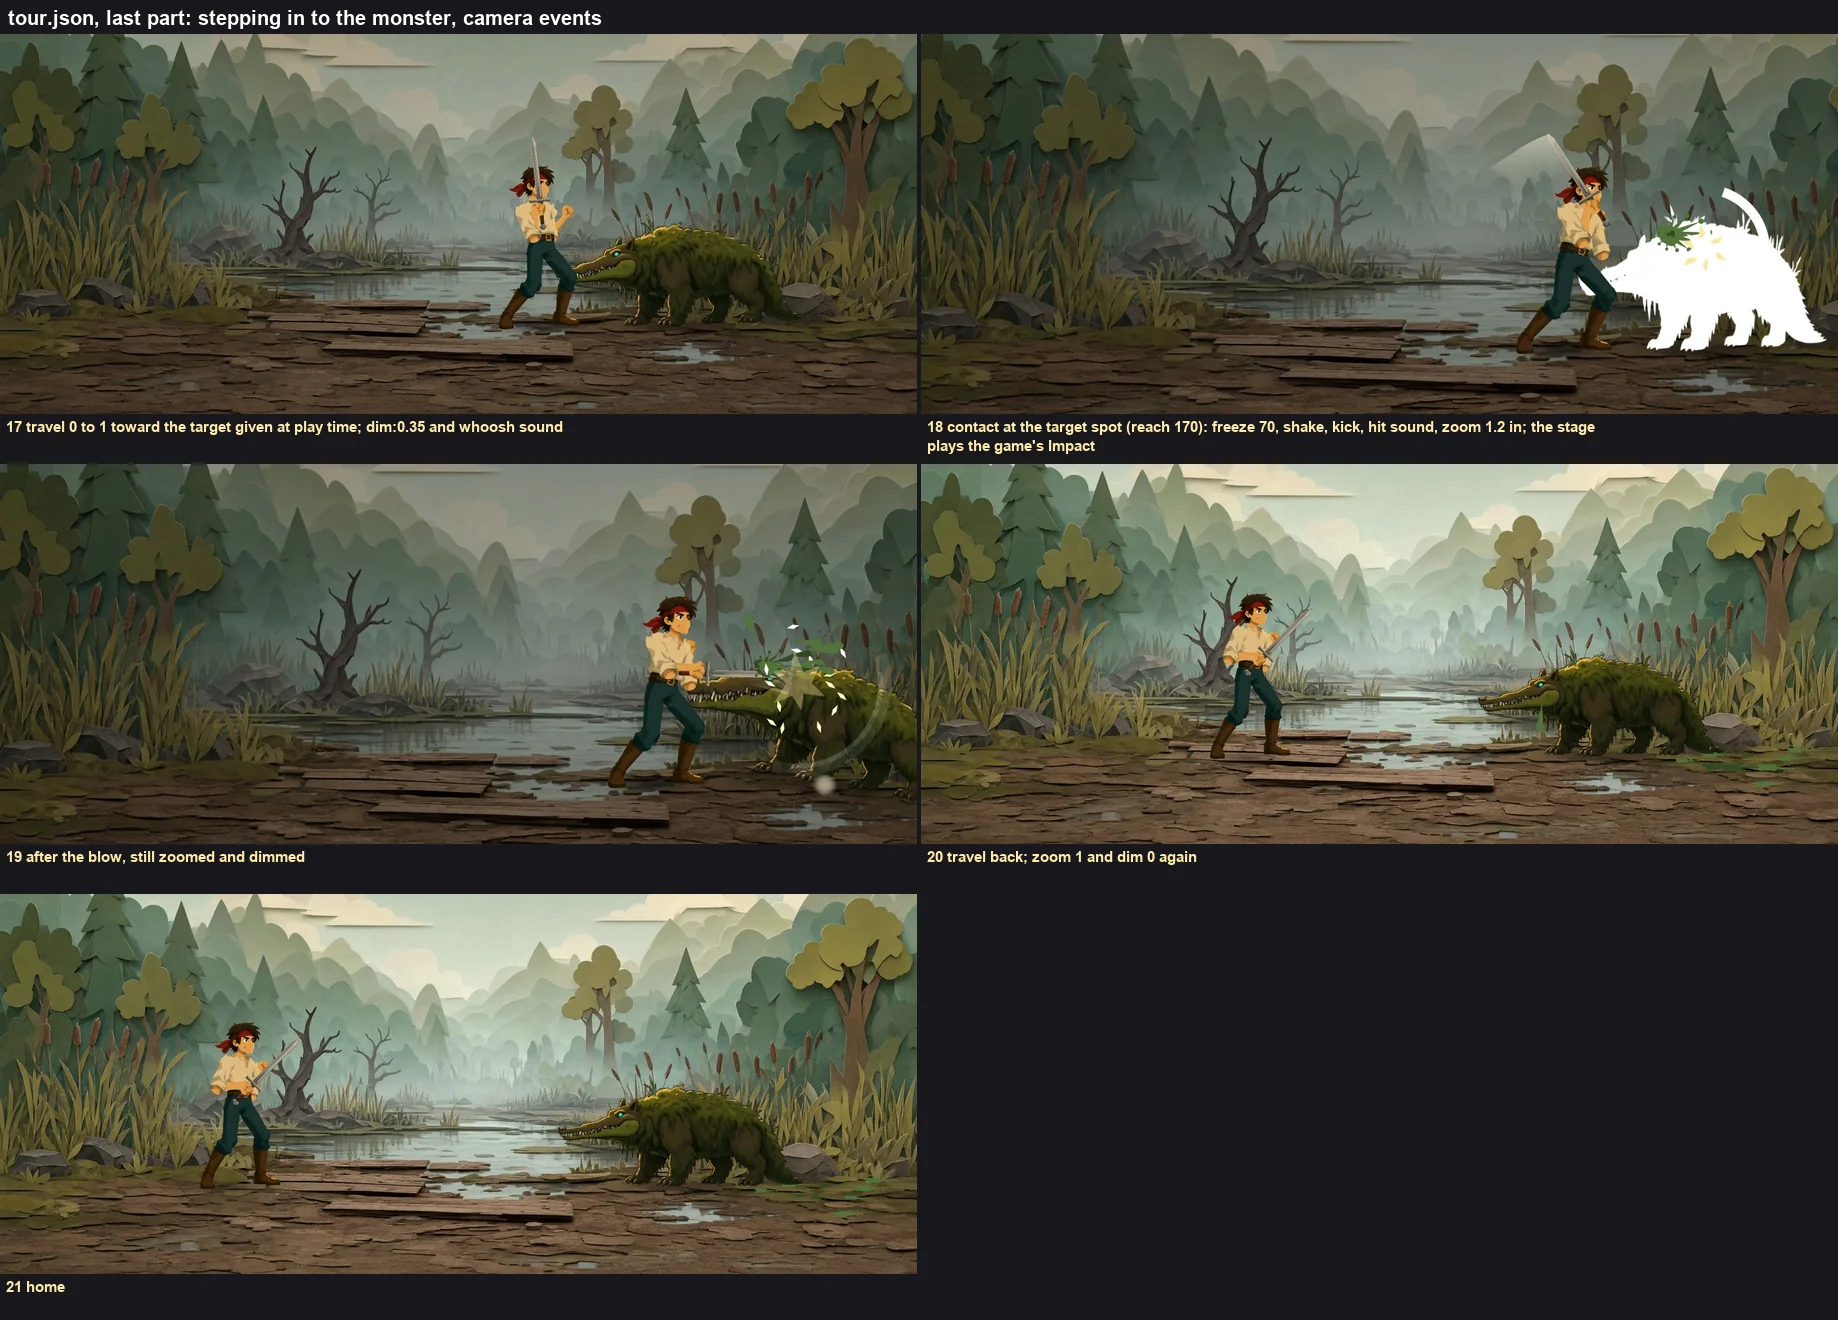 tour.json, last part: stepping in to the monster, camera events
17 travel 0 to 1 toward the target given at play time; dim:0.35 and whoosh sound
18 contact at the target spot (reach 170): freeze 70, shake, kick, hit sound, zoom 1.2 in; the stage
plays the game's Impact
19 after the blow, still zoomed and dimmed
20 travel back; zoom 1 and dim 0 again
21 home